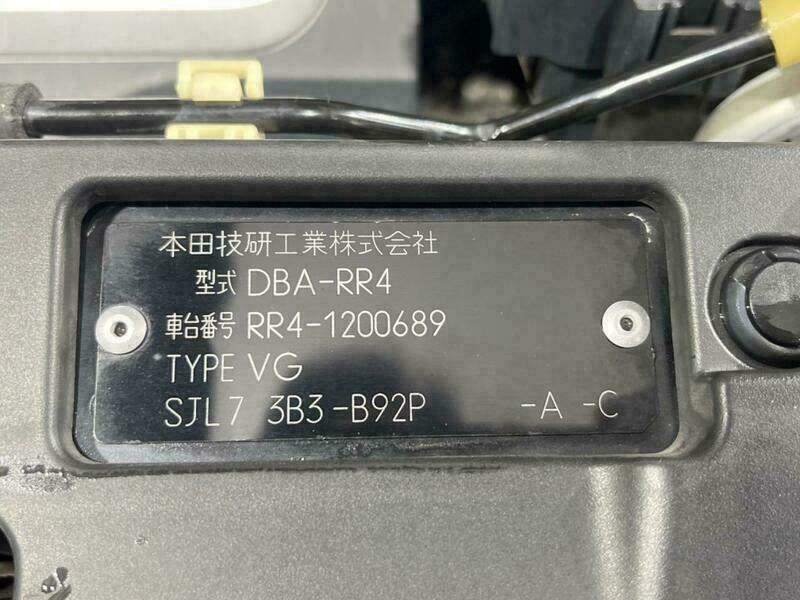 本田技研工業株式会社
型式 DBA-RR4
車台番号 RR4-1200689
TYPE VG
SJL7 3B3-B92P -A -C